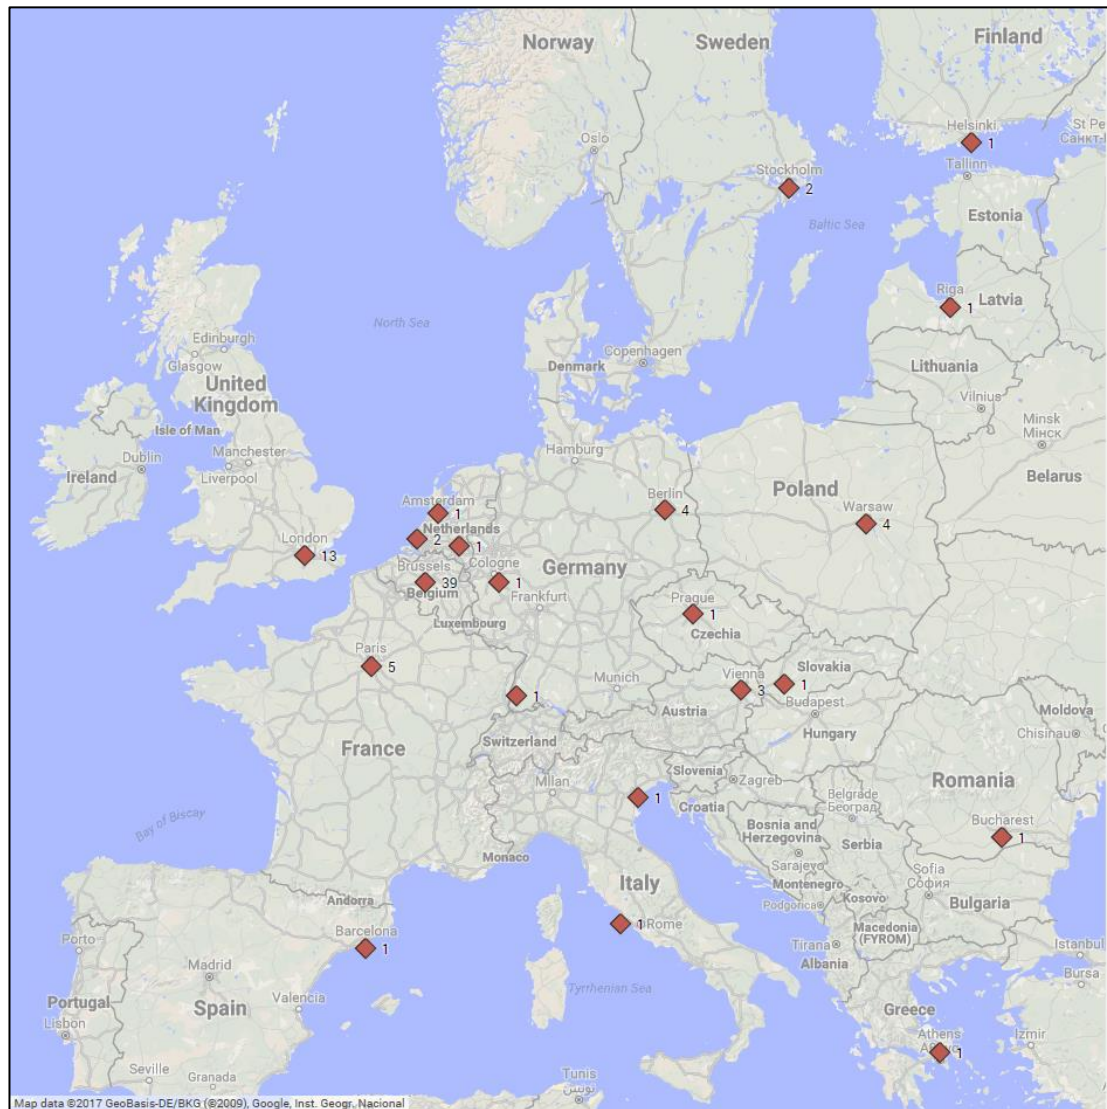 Norway
Sweden
Finland
Helsinki
1
St Pe
Санкт-П
Oslo
Tallinn
Stockholm
2
Baltic Sea
Estonia
Riga
1
Latvia
North Sea
Edinburgh
Glasgow
Copenhagen
Denmark
Lithuania
Vilnius
United
Kingdom
Isle of Man
Minsk
Мінск
Hamburg
Dublin
Manchester
Liverpool
Ireland
Belarus
Poland
Amsterdam
1
Berlin
4
Warsaw
4
Netherlands
2
1
London
13
Cologne
Brussels
39
1
Germany
Belgium
Frankfurt
Prague
1
Luxembourg
Czechia
Paris
5
Slovakia
Vienna
3
1
Munich
1
Budapest
Austria
Moldova
Hungary
Chisinau
Switzerland
France
Slovenia
Zagreb
Romania
Milan
1
Croatia
Belgrade
Београд
Bay of Biscay
Bosnia and
Herzegovina
Bucharest
1
Serbia
Monaco
Sarajevo
Sofia
София
Italy
Montenegro
Kosovo
Andorra
Podgorica
Bulgaria
1
Rome
Barcelona
1
Macedonia
(FYROM)
Porto
Tirana
Istanbul
Albania
Madrid
Bursa
Portugal
Spain
Valencia
Tyrrhenian Sea
Greece
Lisbon
Athens
1
Izmir
Seville
Granada
Tunis
تونس
Map data ©2017 GeoBasis-DE/BKG (©2009), Google, Inst. Geogr. Nacional